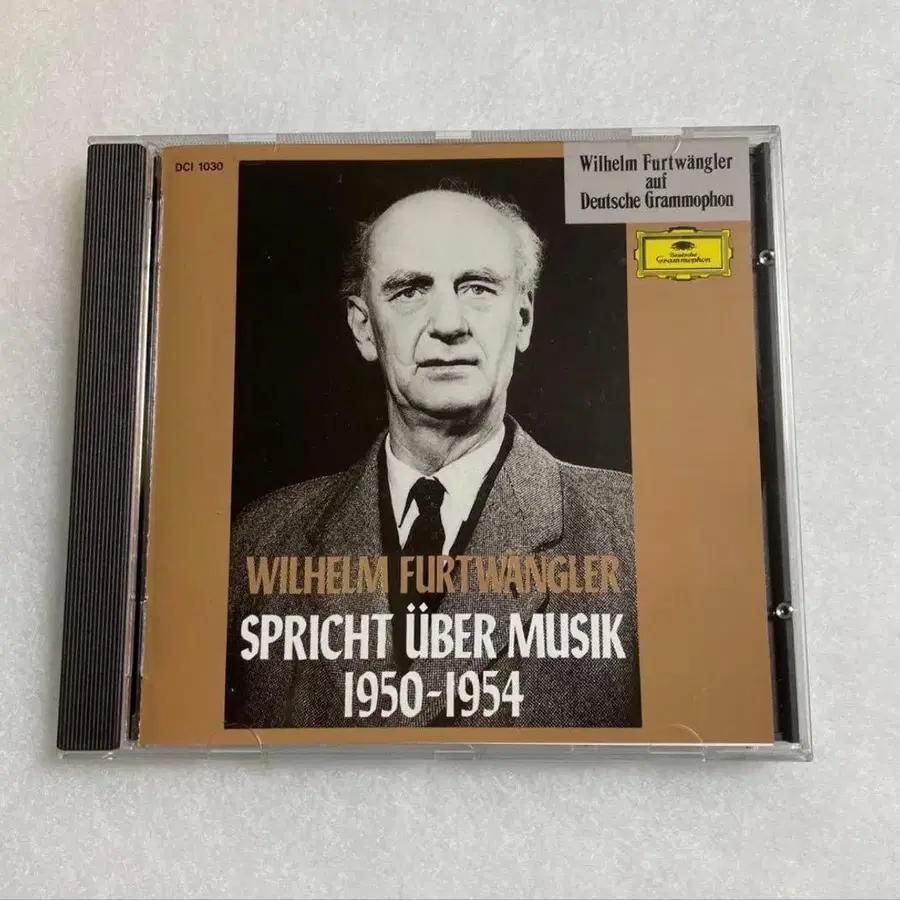 DCI 1030
Wilhelm Furtwängler
auf
Deutsche Grammophon
Deutsche
Grammophon
WILHELM FURTWÄNGLER
SPRICHT ÜBER MUSIK
1950-1954